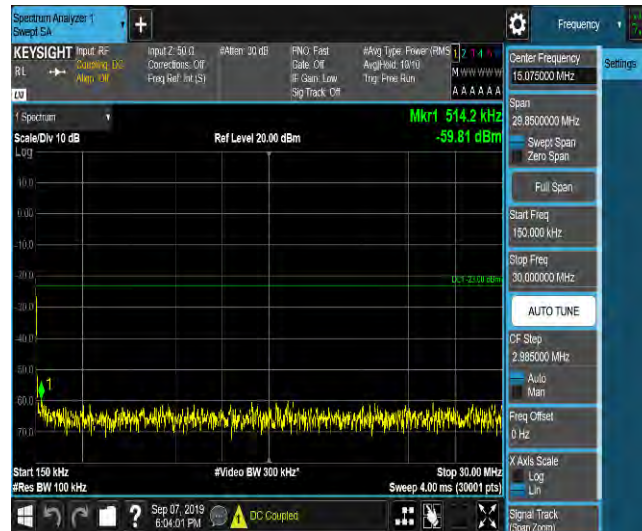 Spectrum Analyzer 1
Swept SA
+
Frequency
KEYSIGHT
RL
Input: RF
Coupling: DC
Align: Off
Input Z: 50 Ω
Corrections: Off
Freq Ref: Int (S)
#Atten: 30 dB
PNO: Fast
Gate: Off
IF Gain: Low
Sig Track: Off
#Avg Type: Power (RMS
Avg|Hold: 10/10
Trig: Free Run
1 2 3 4 5
M W W W W W
A A A A A A
Center Frequency
15.075000 MHz
Settings
1 Spectrum
Scale/Div 10 dB
Ref Level 20.00 dBm
Mkr1 514.2 kHz
-59.81 dBm
Log
10.0
0.00
-10.0
-20.0
-30.0
-40.0
-50.0
-60.0
-70.0
DL1 -23.00 dBm
1
Span
29.8500000 MHz
Swept Span
Zero Span
Full Span
Start Freq
150.000 kHz
Stop Freq
30.000000 MHz
AUTO TUNE
CF Step
2.985000 MHz
Auto
Man
Freq Offset
0 Hz
X Axis Scale
Log
Lin
Signal Track
(Span Zoom)
Start 150 kHz
#Video BW 300 kHz*
Stop 30.00 MHz
#Res BW 100 kHz
Sweep 4.00 ms (30001 pts)
?
Sep 07, 2019
6:04:01 PM
DC Coupled